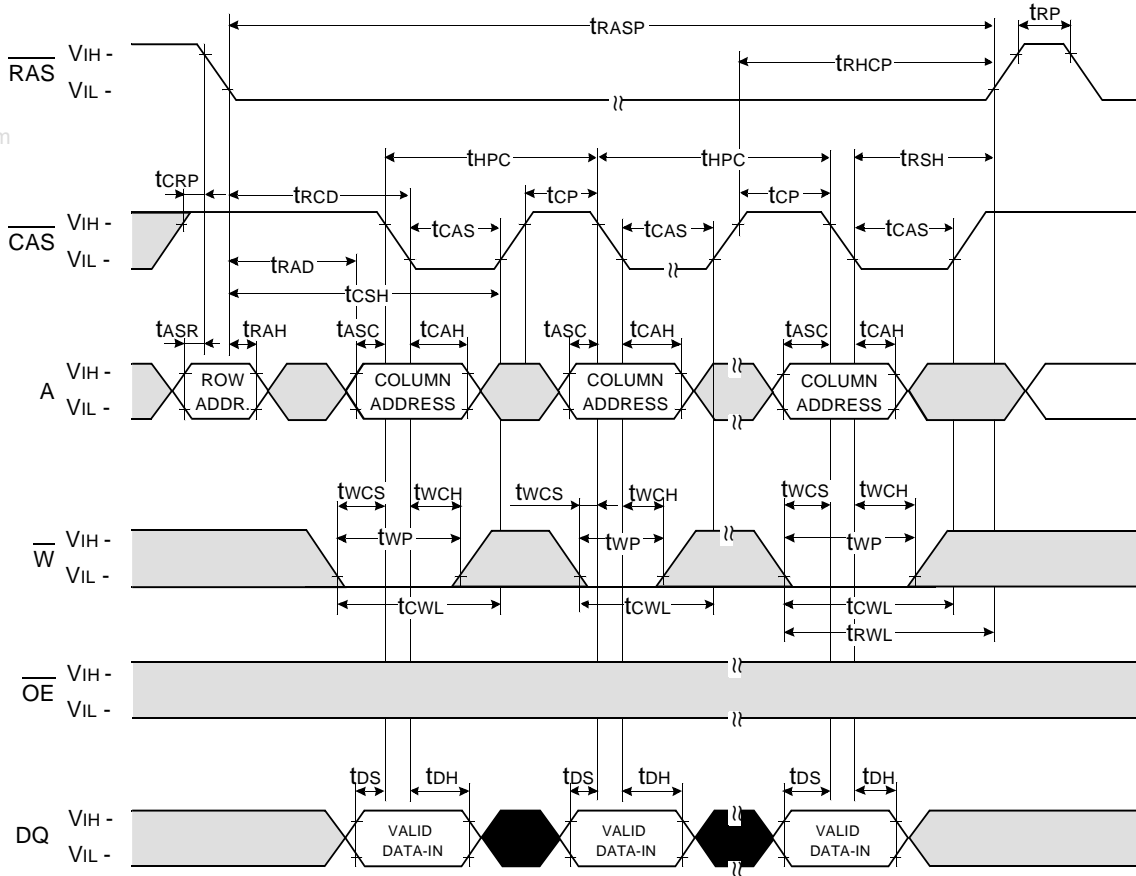 tRASP
tRP
RAS
VIH -
VIL -
tRHCP
m
tHPC
tHPC
tRSH
tCRP
tRCD
tCP
tCP
CAS
VIH -
VIL -
tCAS
tCAS
tCAS
tRAD
tCSH
tASR
tRAH
tASC
tCAH
tASC
tCAH
tASC
tCAH
A
VIH -
VIL -
ROW
ADDR.
COLUMN
ADDRESS
COLUMN
ADDRESS
COLUMN
ADDRESS
tWCS
tWCH
tWCS
tWCH
tWCS
tWCH
W
VIH -
VIL -
tWP
tWP
tWP
tCWL
tCWL
tCWL
tRWL
OE
VIH -
VIL -
tDS
tDH
tDS
tDH
tDS
tDH
DQ
VIH -
VIL -
VALID
DATA-IN
VALID
DATA-IN
VALID
DATA-IN